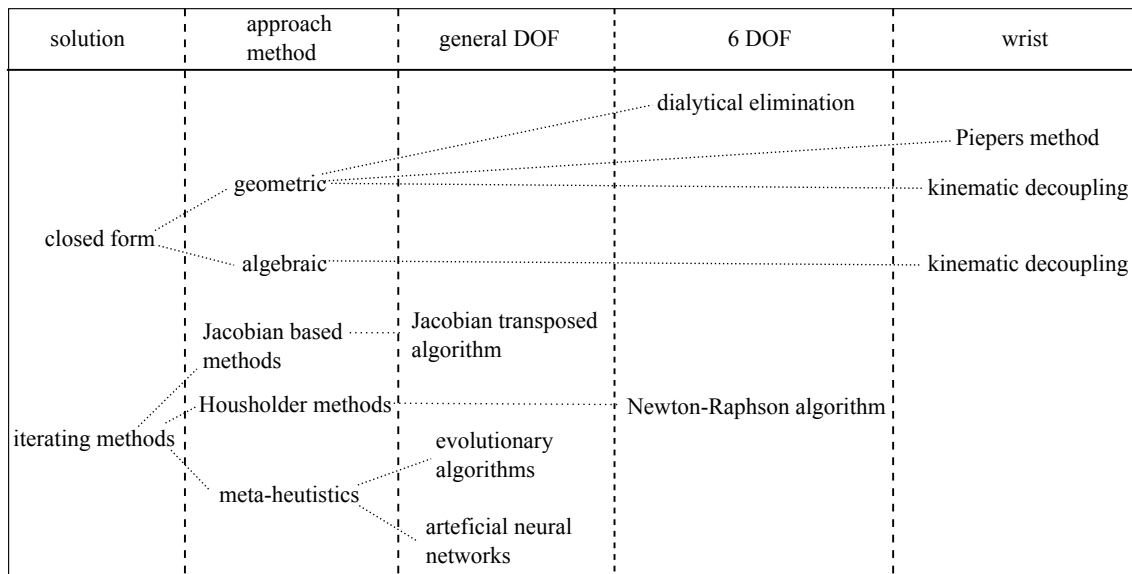 solution
approach
method
general DOF
6 DOF
wrist
dialytical elimination
Piepers method
geometric
kinematic decoupling
closed form
algebraic
kinematic decoupling
Jacobian based
methods
Jacobian transposed
algorithm
Housholder methods
Newton-Raphson algorithm
iterating methods
evolutionary
algorithms
meta-heutistics
arteficial neural
networks